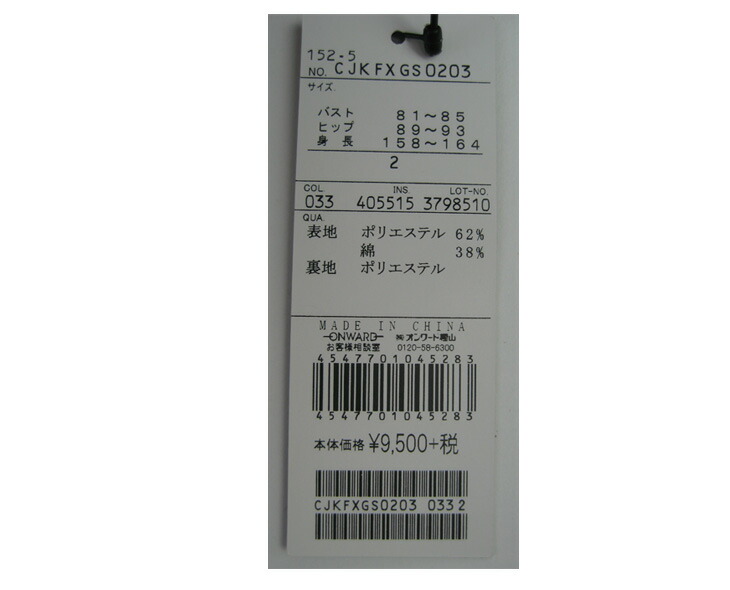 152-5
NO. CJKFXGS0203
サイズ.
バスト 81～85
ヒップ 89～93
身長 158～164
2
COL. INS. LOT-NO.
033 405515 3798510
QUA.
表地 ポリエステル 62%
綿 38%
裏地 ポリエステル
MADE IN CHINA
ONWARD ㈱オンワード樫山
お客様相談室 0120-58-6300
4547701045283
4547701045283
本体価格 ¥9,500+税
CJKFXGS0203 0332